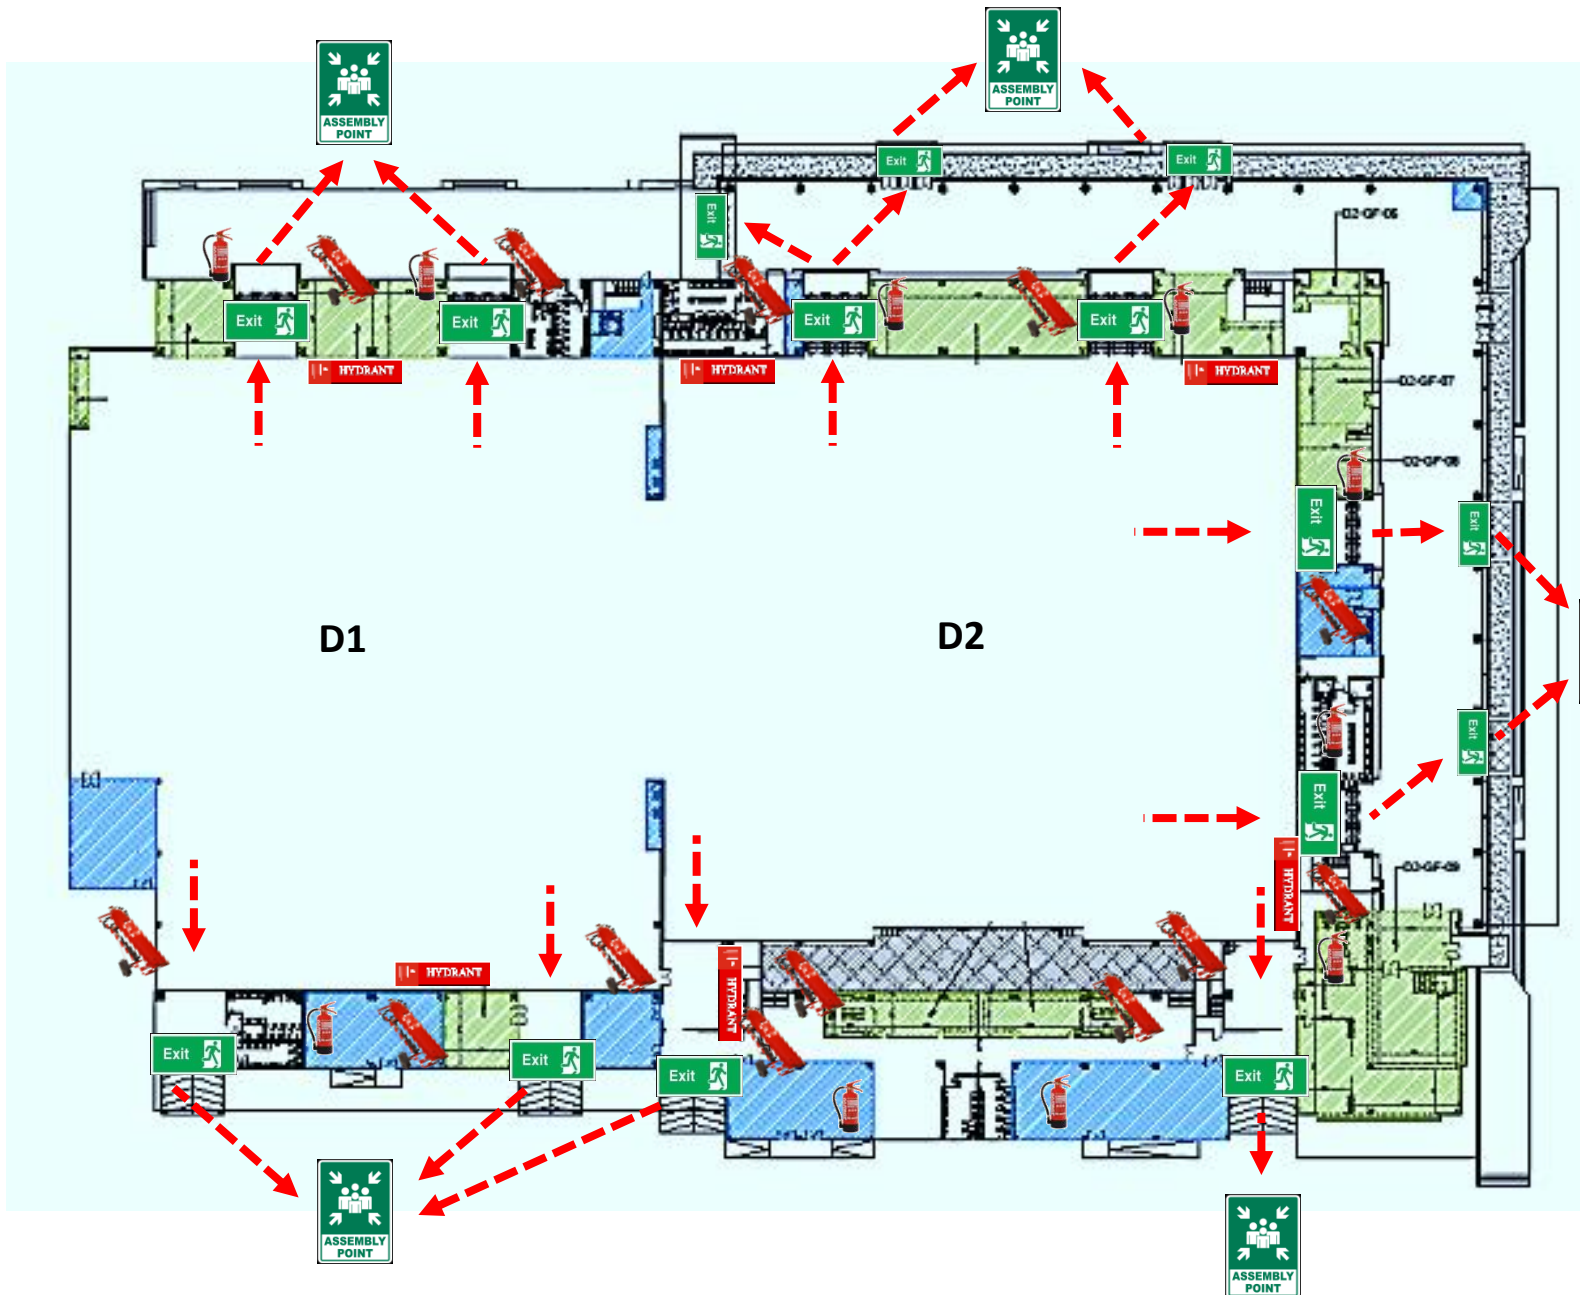 ASSEMBLY
POINT
ASSEMBLY
POINT
Exit
Exit
Exit
D2-GF-06
Exit
Exit
Exit
Exit
HYDRANT
HYDRANT
HYDRANT
D2-GF-07
D2-GF-08
Exit
Exit
D1
D2
Exit
Exit
HYDRANT
D2-GF-09
HYDRANT
HYDRANT
Exit
Exit
Exit
Exit
ASSEMBLY
POINT
ASSEMBLY
POINT